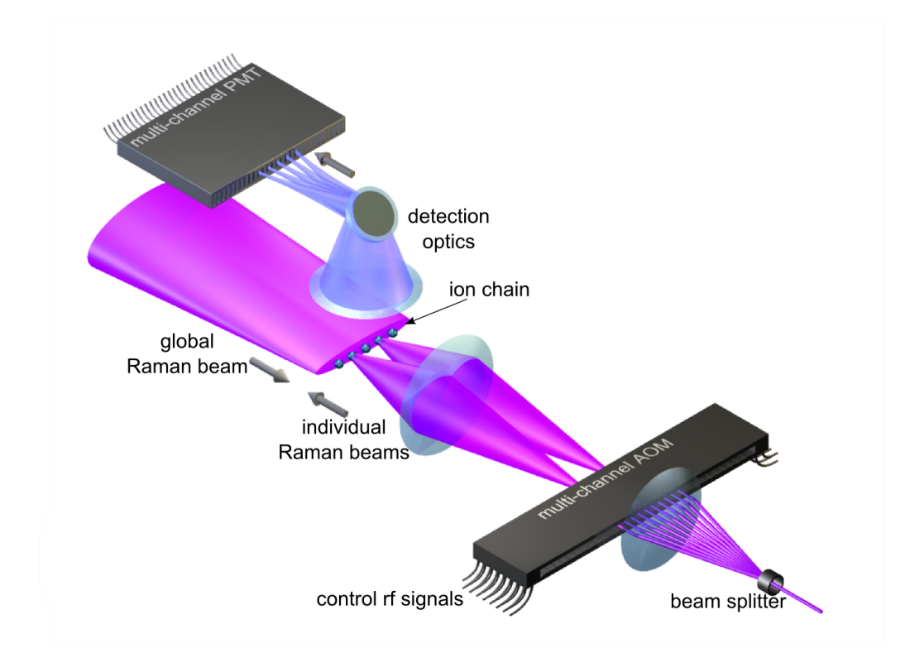 multi-channel PMT
detection
optics
ion chain
global
Raman beam
individual
Raman beams
multi-channel AOM
control rf signals
beam splitter